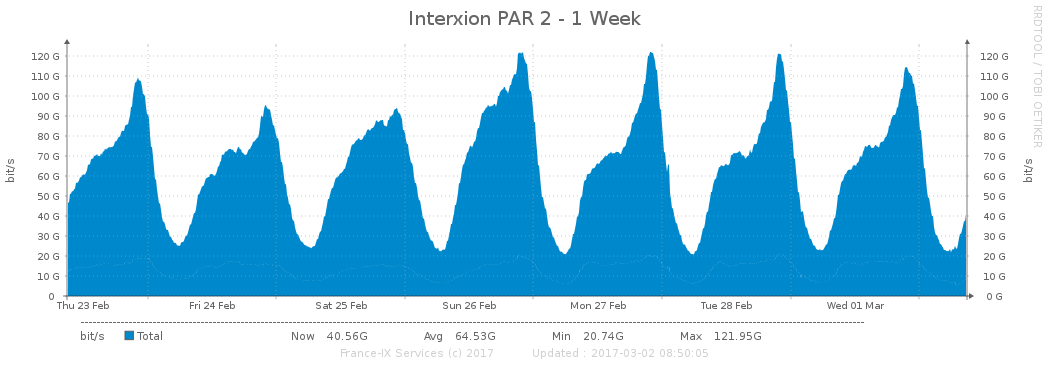 Interxion PAR 2 - 1 Week
RRDTOOL / TOBI OETIKER
bit/s
120 G
110 G
100 G
90 G
80 G
70 G
60 G
50 G
40 G
30 G
20 G
10 G
0
120 G
110 G
100 G
90 G
80 G
70 G
60 G
50 G
40 G
30 G
20 G
10 G
0 G
bit/s
Thu 23 Feb Fri 24 Feb Sat 25 Feb Sun 26 Feb Mon 27 Feb Tue 28 Feb Wed 01 Mar
bit/s Total Now 40.56G Avg 64.53G Min 20.74G Max 121.95G
France-IX Services (c) 2017 Updated : 2017-03-02 08:50:05